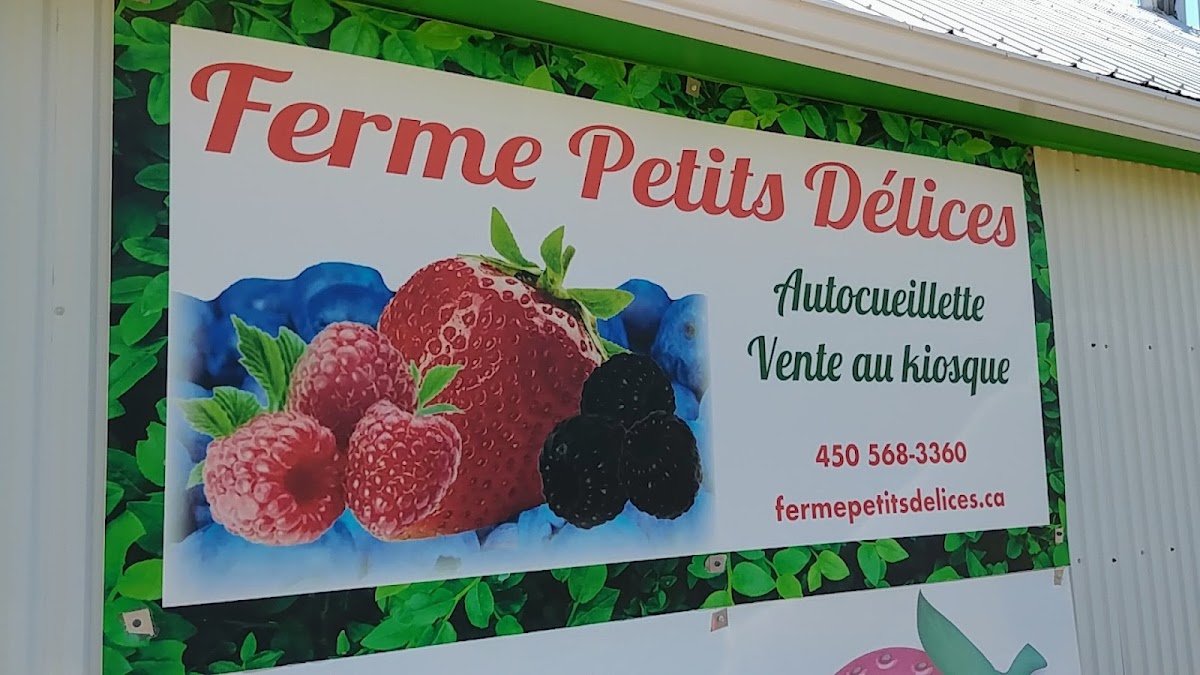 Ferme Petits Délices
Autocueillette
Vente au kiosque
450 568-3360
fermepetitsdelices.ca